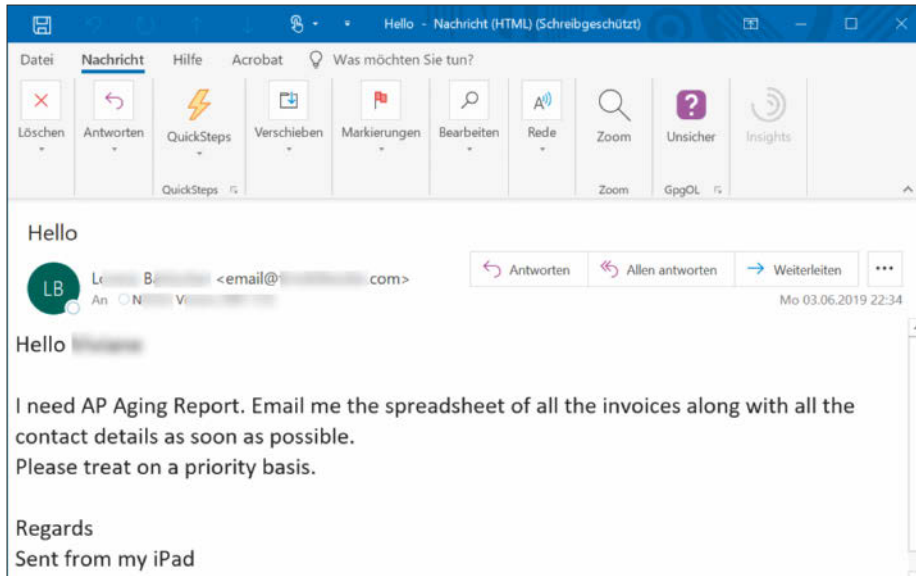 Hello - Nachricht (HTML) (Schreibgeschützt)
Datei Nachricht Hilfe Acrobat Was möchten Sie tun?
Löschen Antworten QuickSteps Verschieben Markierungen Bearbeiten Rede Zoom Unsicher Insights
QuickSteps Zoom GpgOL
Hello
LB
<email@ .com>
Antworten Allen antworten Weiterleiten
An
Mo 03.06.2019 22:34
Hello
I need AP Aging Report. Email me the spreadsheet of all the invoices along with all the
contact details as soon as possible.
Please treat on a priority basis.
Regards
Sent from my iPad